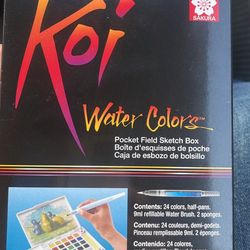 Koi
SAKURA
Water Colors™
Pocket Field Sketch Box
Boîte d'esquisses de poche
Caja de esbozo de bolsillo
Contents: 24 colors, half-pans.
9ml refillable Water Brush. 2 sponges.
Contenu: 24 couleurs, demi-godets.
Pinceau remplissable 9ml. 2 éponges.
Contenido: 24 colores,